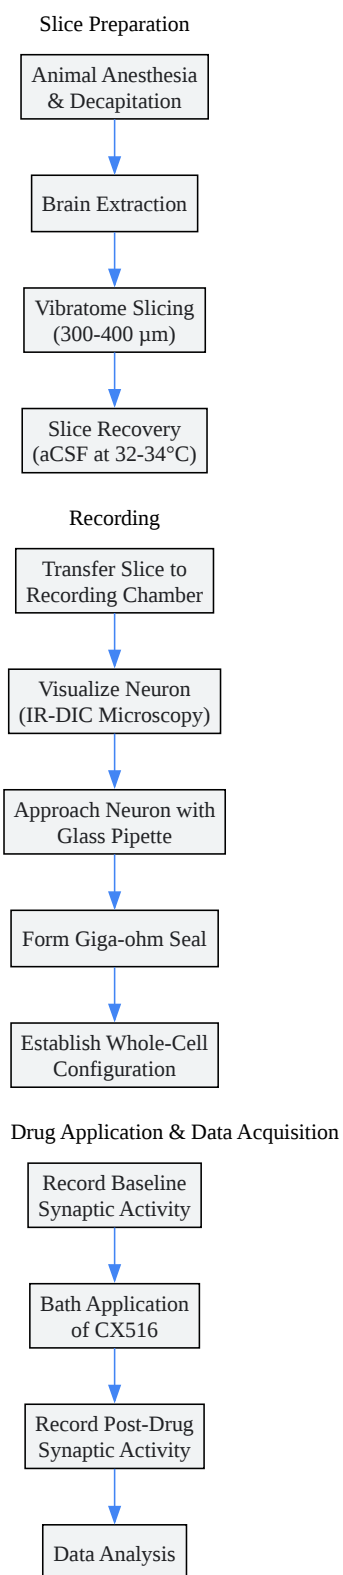 Slice Preparation
Animal Anesthesia
& Decapitation
Brain Extraction
Vibratome Slicing
(300-400 µm)
Slice Recovery
(aCSF at 32-34°C)
Recording
Transfer Slice to
Recording Chamber
Visualize Neuron
(IR-DIC Microscopy)
Approach Neuron with
Glass Pipette
Form Giga-ohm Seal
Establish Whole-Cell
Configuration
Drug Application & Data Acquisition
Record Baseline
Synaptic Activity
Bath Application
of CX516
Record Post-Drug
Synaptic Activity
Data Analysis